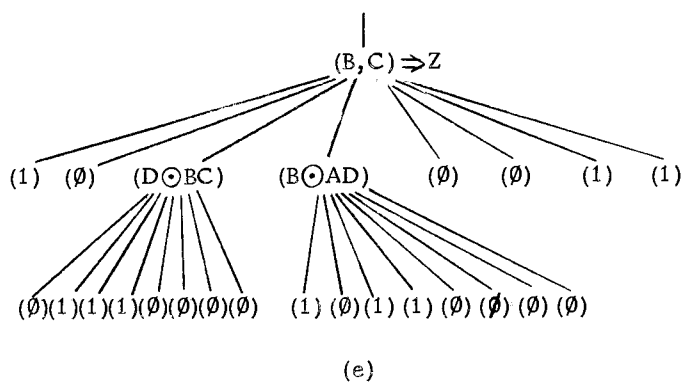 (B,C)⇒Z
(1) (Ø) (D⊙BC) (B⊙AD) (Ø) (Ø) (1) (1)
(Ø)(1)(1)(1)(Ø)(Ø)(Ø)(Ø) (1) (Ø)(1) (1) (Ø) (Ø) (Ø) (Ø)
(e)